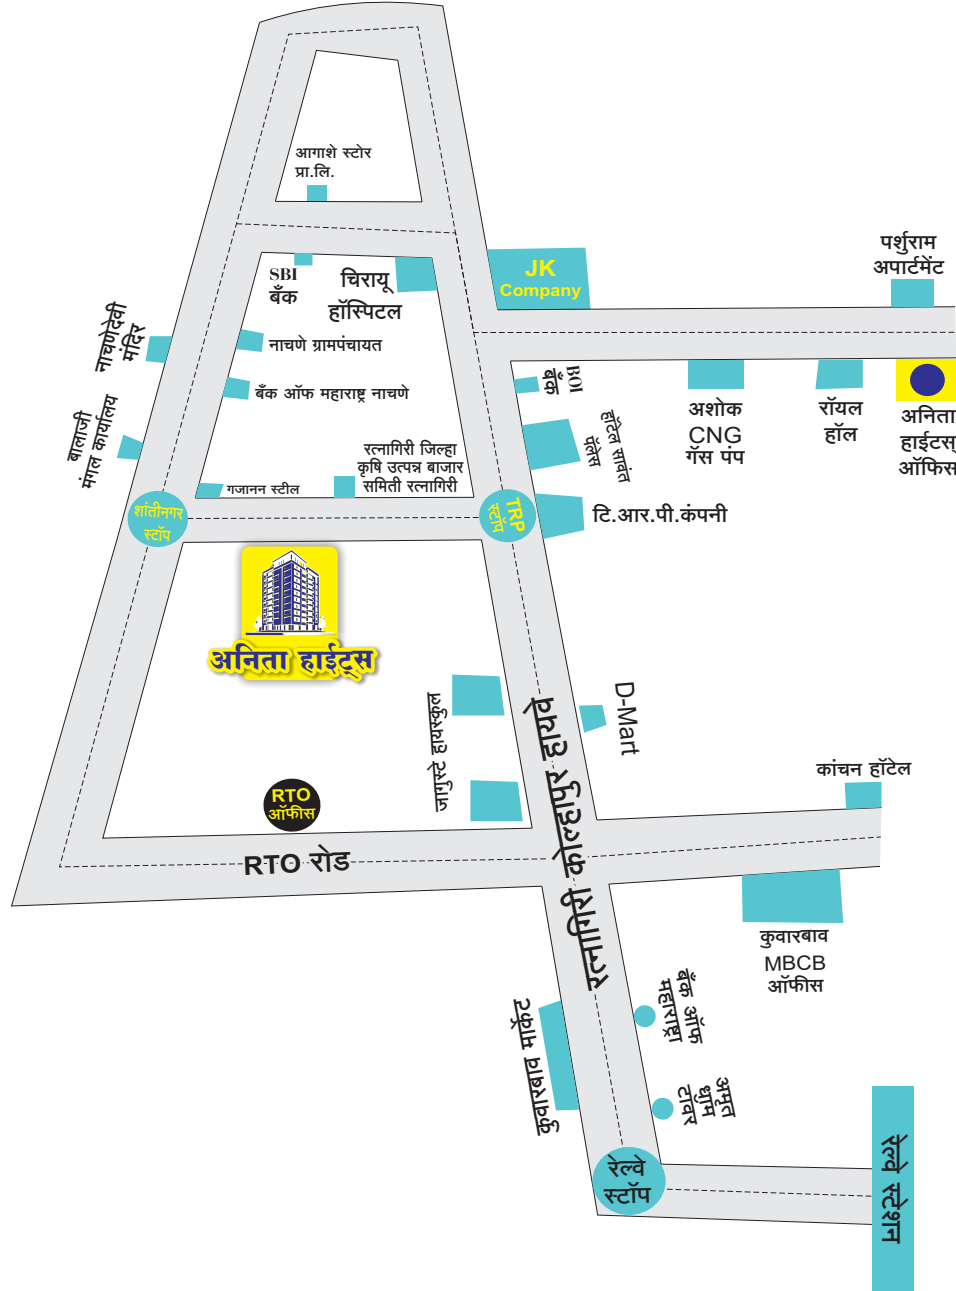 आगाशे स्टोर
प्रा.लि.
SBI
बँक
चिरायू
हॉस्पिटल
JK
Company
पर्शुराम
अपार्टमेंट
नाचणेदेवी
मंदिर
नाचणे ग्रामपंचायत
बँक ऑफ महाराष्ट्र नाचणे
BOI
बँक
अशोक
CNG
गॅस पंप
रॉयल
हॉल
अनिता
हाईटस्
ऑफिस
बालाजी
मंगल कार्यालय
रत्नागिरी जिल्हा
कृषि उत्पन्न बाजार
समिती रत्नागिरी
गजानन स्टील
हॉटेल सावंत
पॅलेस
शांतीनगर
स्टॉप
TRP
स्टॉप
टि.आर.पी.कंपनी
अनिता हाईट्स
जागुस्टे हायस्कुल
D-Mart
रत्नागिरी कोल्हापुर हायवे
RTO
ऑफीस
कांचन हॉटेल
RTO रोड
कुवारबाव
MBCB
ऑफीस
बँक ऑफ
महाराष्ट्रा
कुंवारबाव मार्केट
अमृत
धाुम
टावर
रेल्वे
स्टॉप
रेल्वे स्टेशन